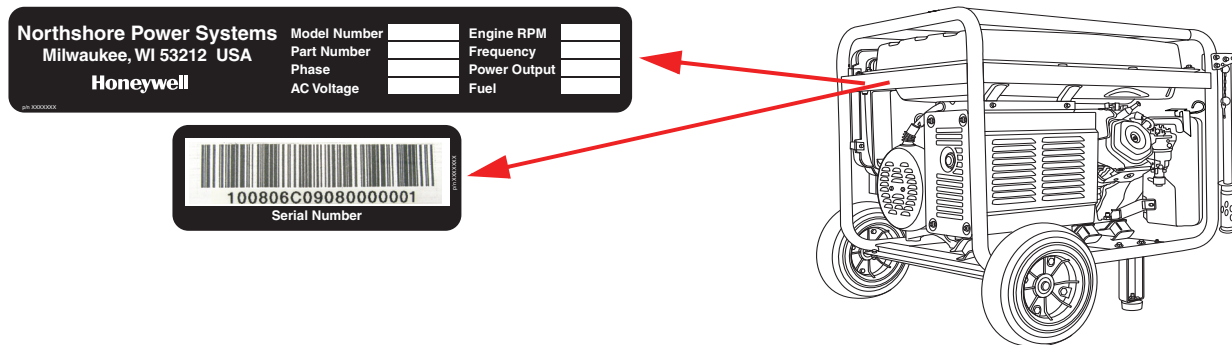 Northshore Power Systems
Milwaukee, WI 53212 USA
Honeywell
p/n XXXXXXX
Model Number
Part Number
Phase
AC Voltage
Engine RPM
Frequency
Power Output
Fuel
100806C09080000001
p/n XXXXXXX
Serial Number